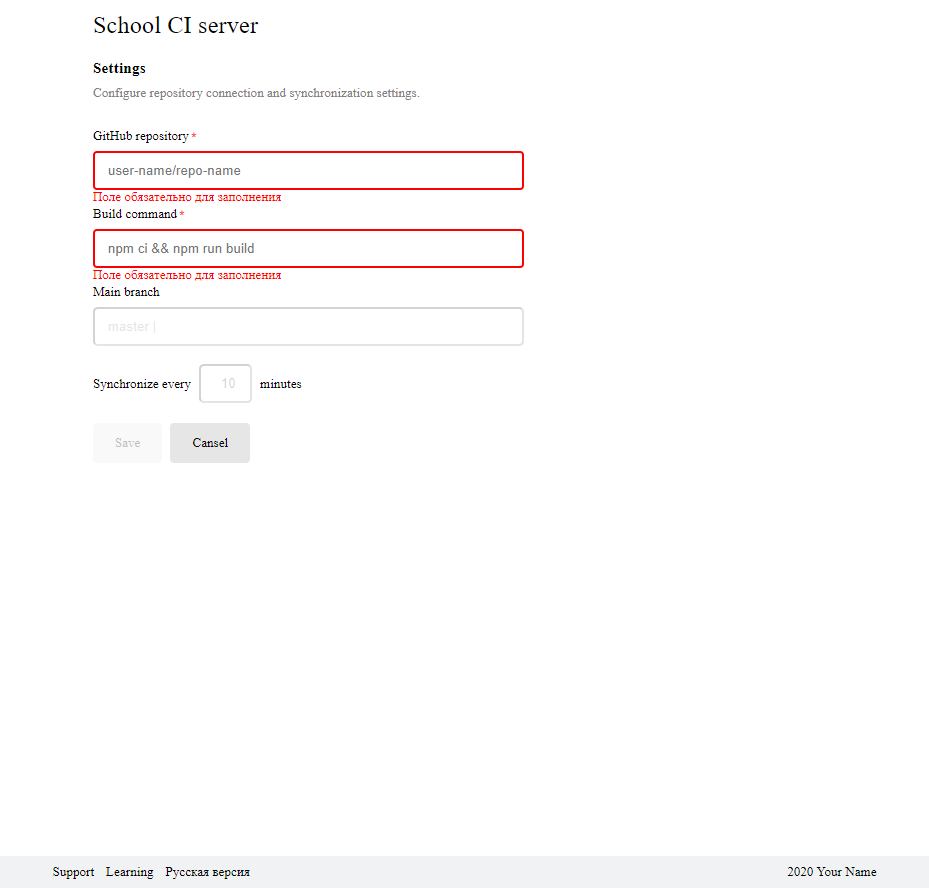 School CI server
Settings
Configure repository connection and synchronization settings.
GitHub repository *
user-name/repo-name
Поле обязательно для заполнения
Build command *
npm ci && npm run build
Поле обязательно для заполнения
Main branch
master |
Synchronize every 10 minutes
Save Cansel
Support Learning Русская версия 2020 Your Name